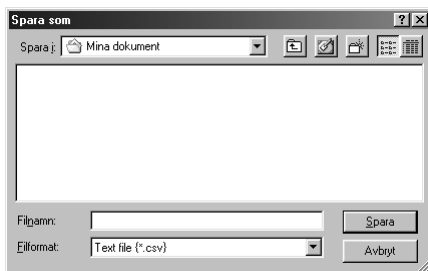 Spara som
Spara i: Mina dokument
Filnamn:
Spara
Filformat: Text file {*.csv}
Avbryt